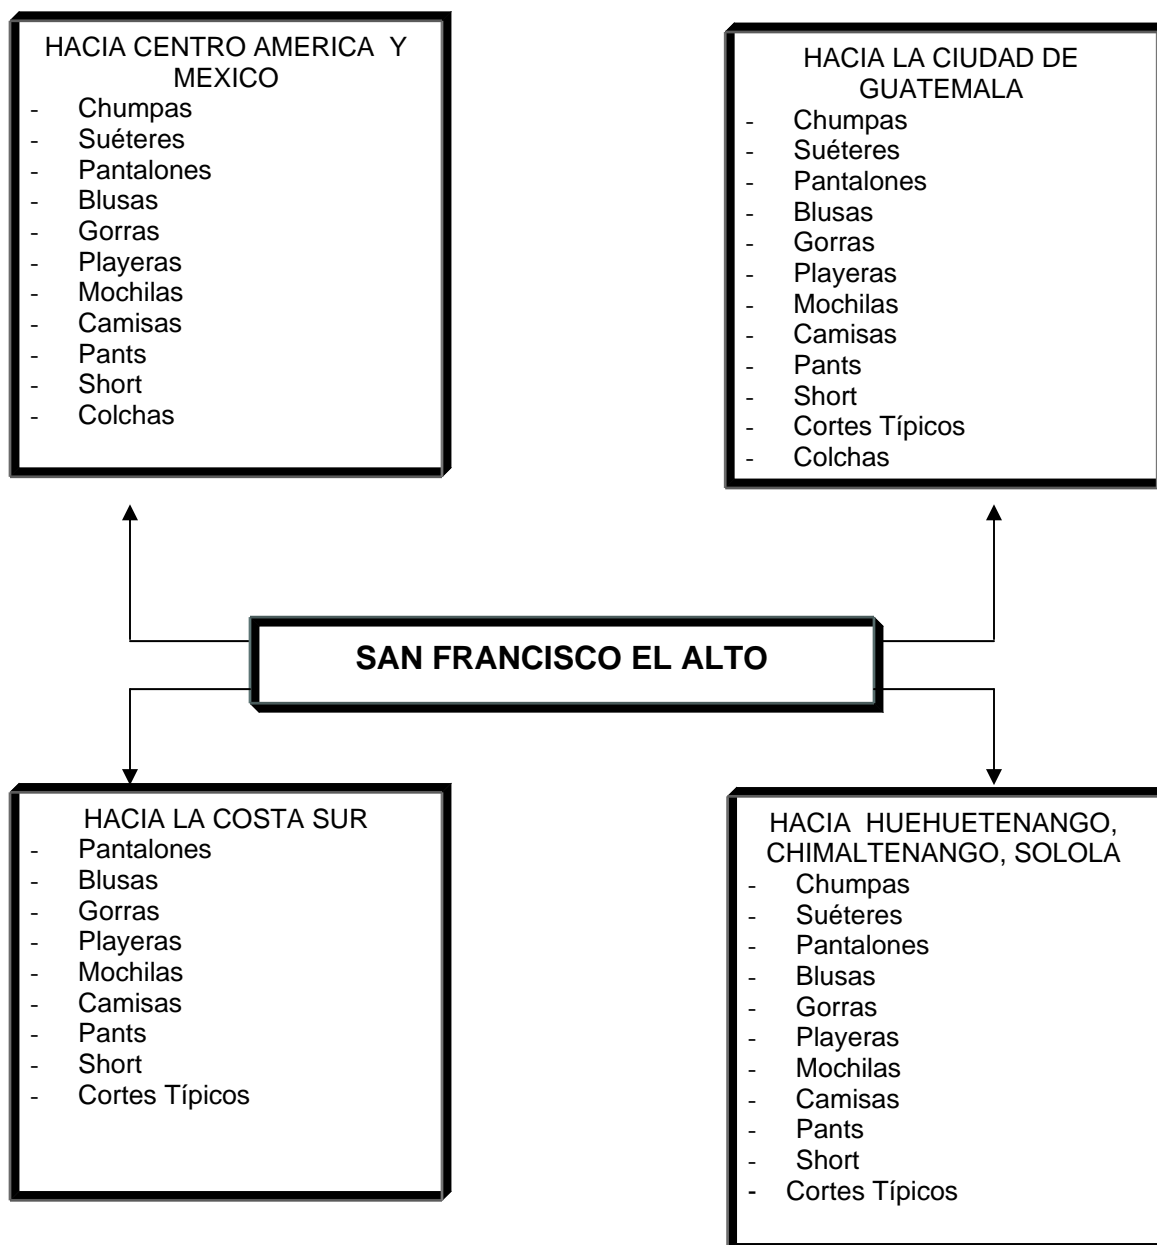 HACIA CENTRO AMERICA Y
MEXICO
- Chumpas
- Suéteres
- Pantalones
- Blusas
- Gorras
- Playeras
- Mochilas
- Camisas
- Pants
- Short
- Colchas
HACIA LA CIUDAD DE
GUATEMALA
- Chumpas
- Suéteres
- Pantalones
- Blusas
- Gorras
- Playeras
- Mochilas
- Camisas
- Pants
- Short
- Cortes Típicos
- Colchas
SAN FRANCISCO EL ALTO
HACIA LA COSTA SUR
- Pantalones
- Blusas
- Gorras
- Playeras
- Mochilas
- Camisas
- Pants
- Short
- Cortes Típicos
HACIA HUEHUETENANGO,
CHIMALTENANGO, SOLOLA
- Chumpas
- Suéteres
- Pantalones
- Blusas
- Gorras
- Playeras
- Mochilas
- Camisas
- Pants
- Short
- Cortes Típicos